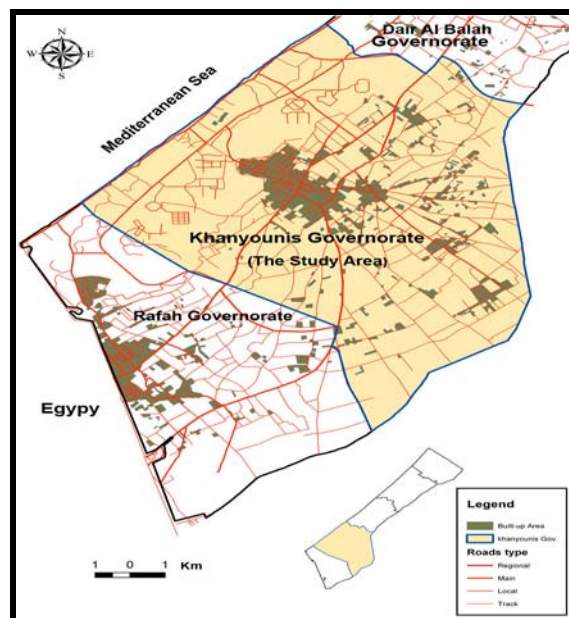 N
W E
S
Dair Al Balah
Governorate
Mediterranean Sea
Khanyounis Governorate
(The Study Area)
Rafah Governorate
Egypy
1 0 1 Km
Legend
Built-up Area
khanyounis Gov.
Roads type
Regional
Main
Local
Track